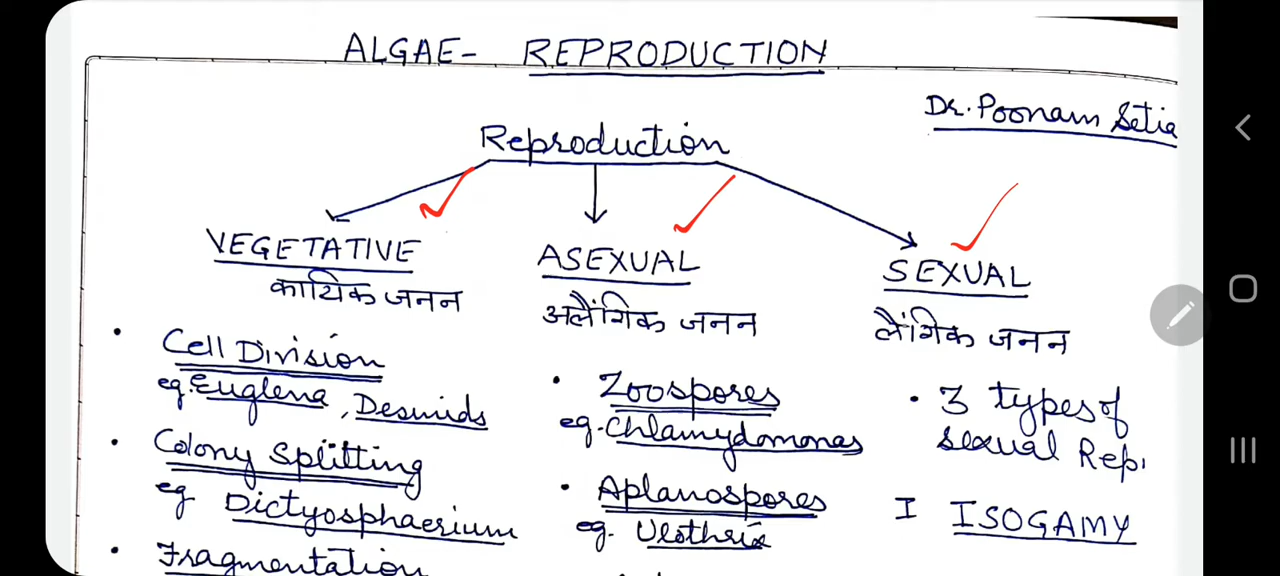 ALGAE- REPRODUCTION
Dr. Poonam Setia
Reproduction
VEGETATIVE
कायिक जनन
• Cell Division
eg. Euglena, Desmids
• Colony Splitting
eg Dictyosphaerium
• Fragmentation
ASEXUAL
अलैंगिक जनन
• Zoospores
eg. Chlamydomonas
• Aplanospores
eg. Ulothrix
SEXUAL
लैंगिक जनन
• 3 types of
sexual Rep.
I ISOGAMY